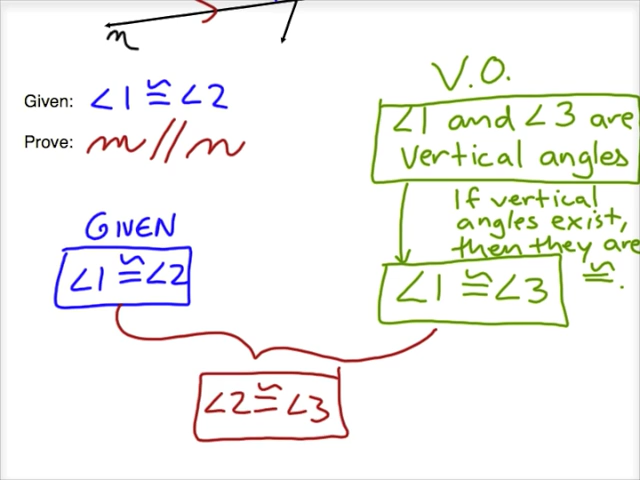 n
Given: ∠1 ≅ ∠2
Prove: m // n
V.O.
∠1 and ∠3 are
vertical angles
If vertical
angles exist,
then they are
≅.
GIVEN
∠1 ≅ ∠2
∠1 ≅ ∠3
∠2 ≅ ∠3